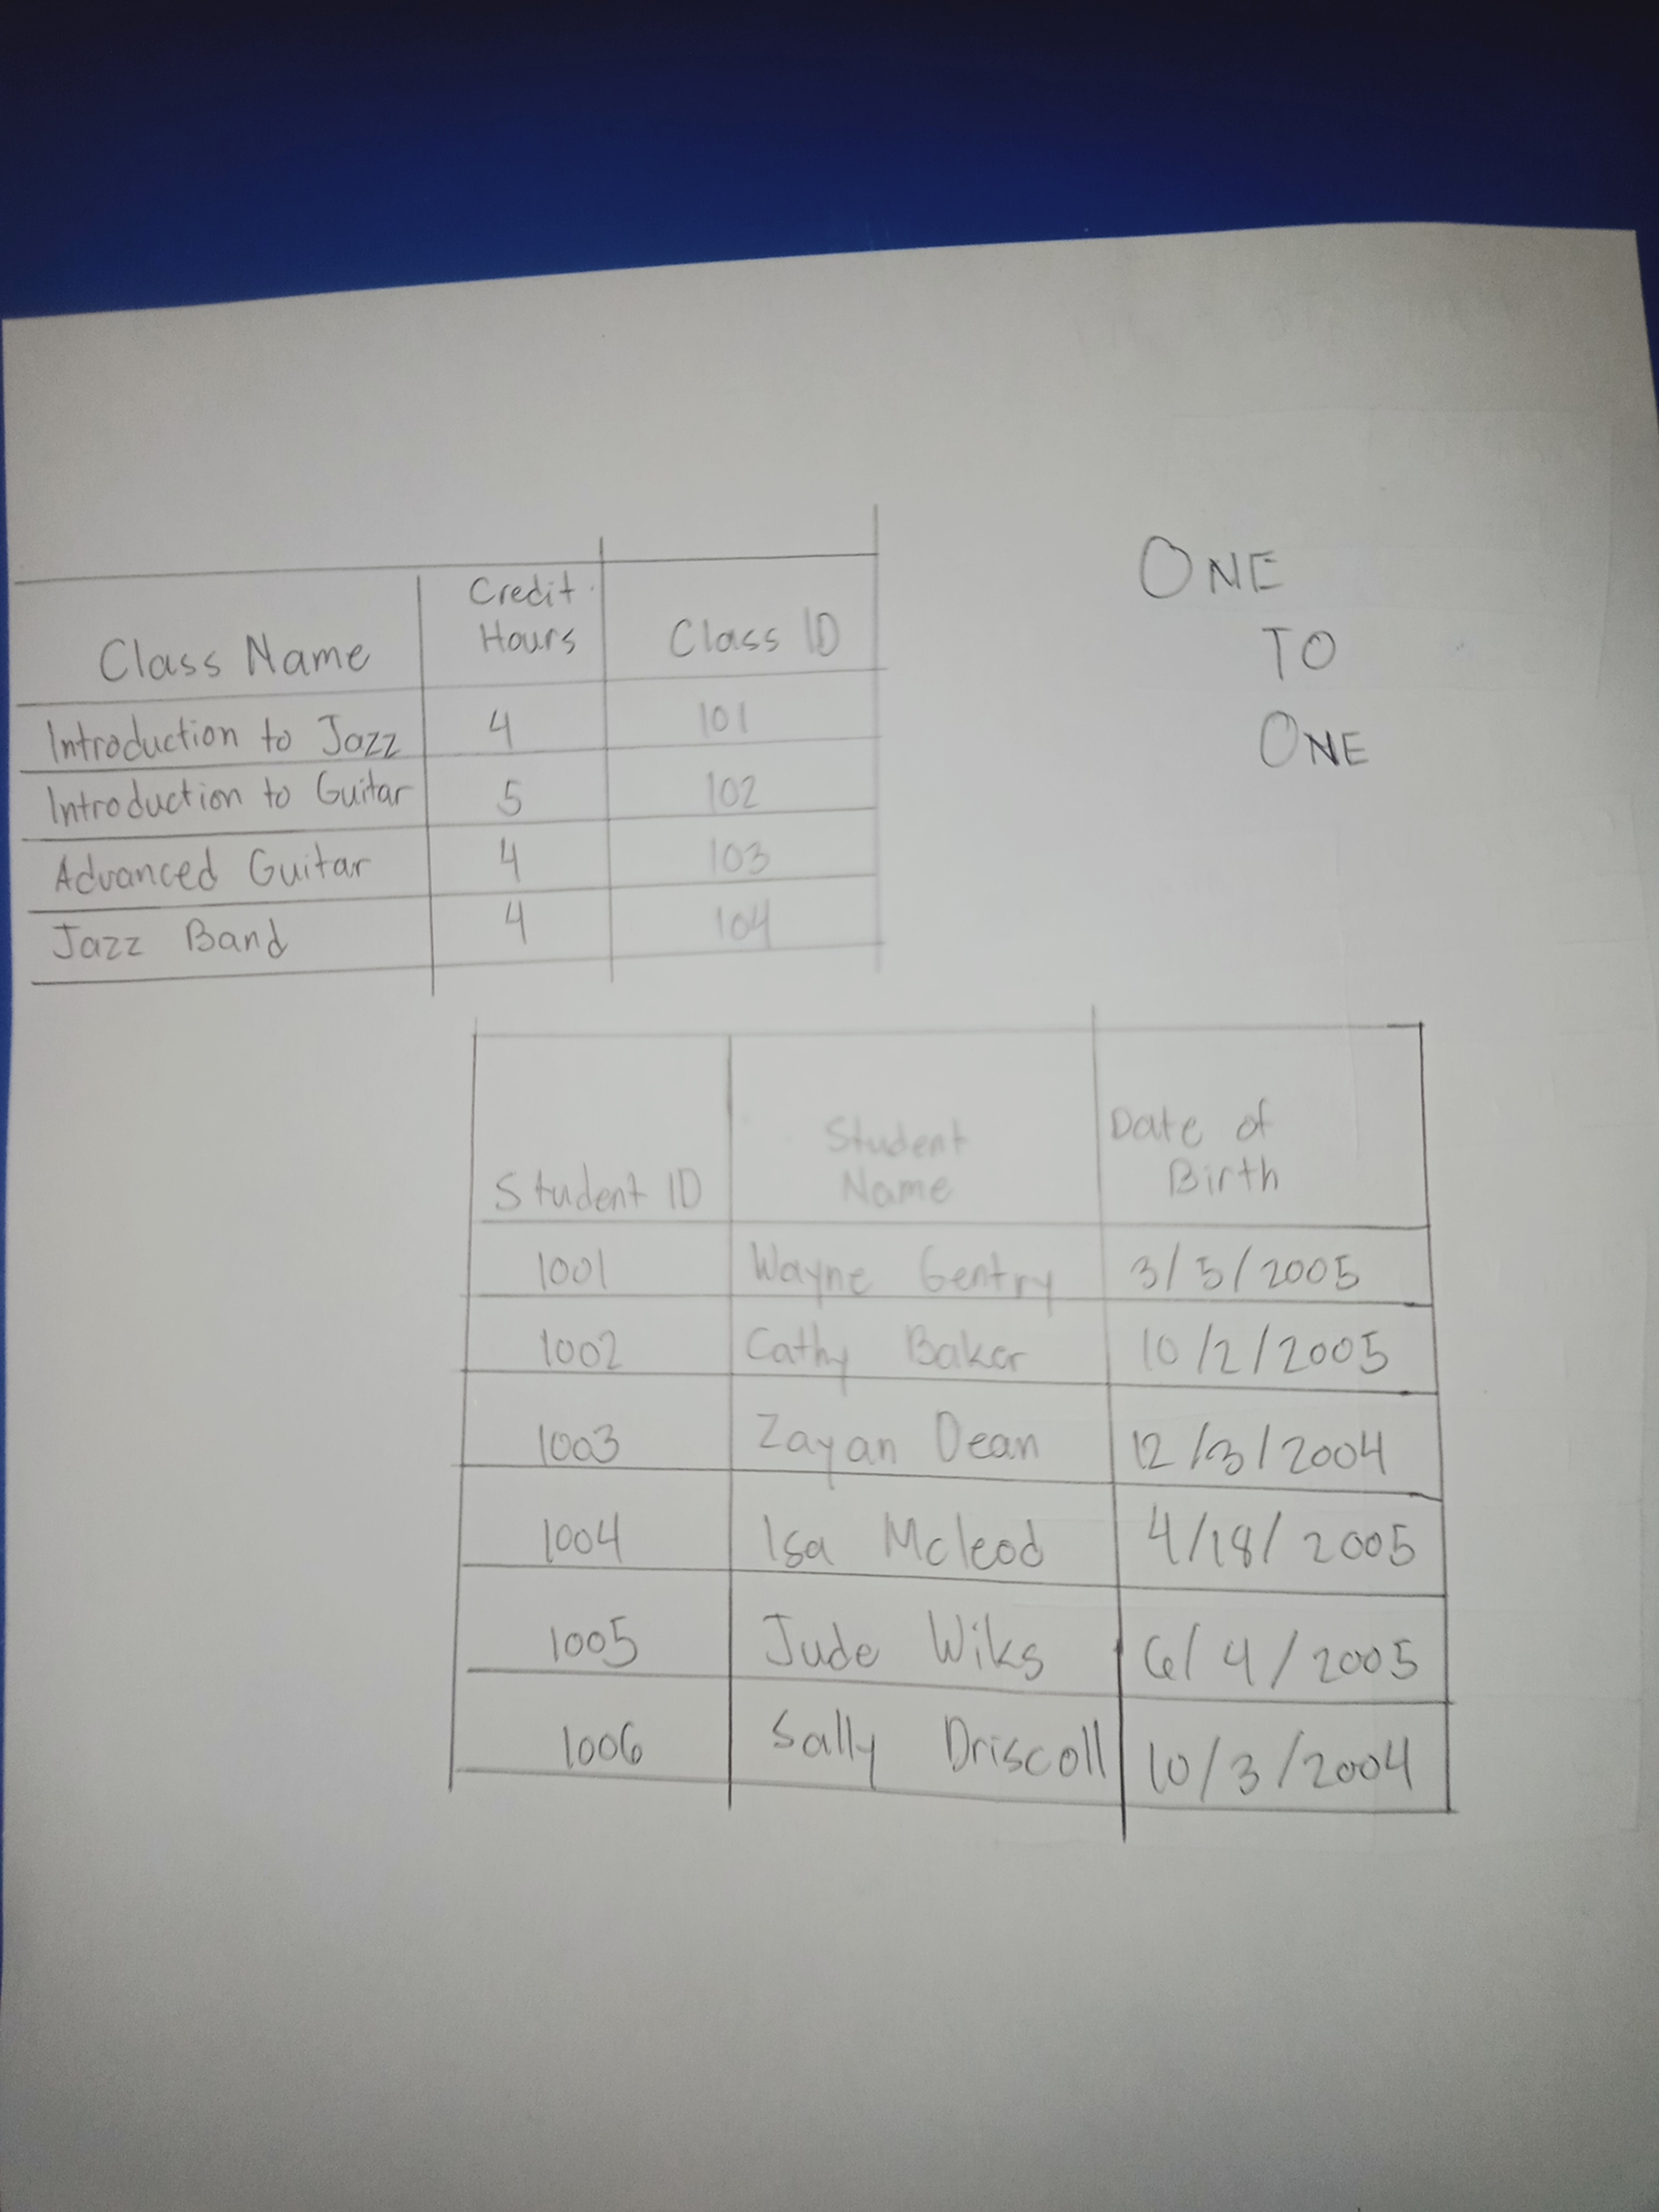 ONE
TO
ONE
Class Name Credit Hours Class ID
Introduction to Jazz 4 101
Introduction to Guitar 5 102
Advanced Guitar 4 103
Jazz Band 4 104
Student ID Student Name Date of Birth
1001 Wayne Gentry 3/5/2005
1002 Cathy Baker 10/2/2005
1003 Zayan Dean 12/3/2004
1004 Isa Mcleod 4/18/2005
1005 Jude Wiks 6/4/2005
1006 Sally Driscoll 10/3/2004